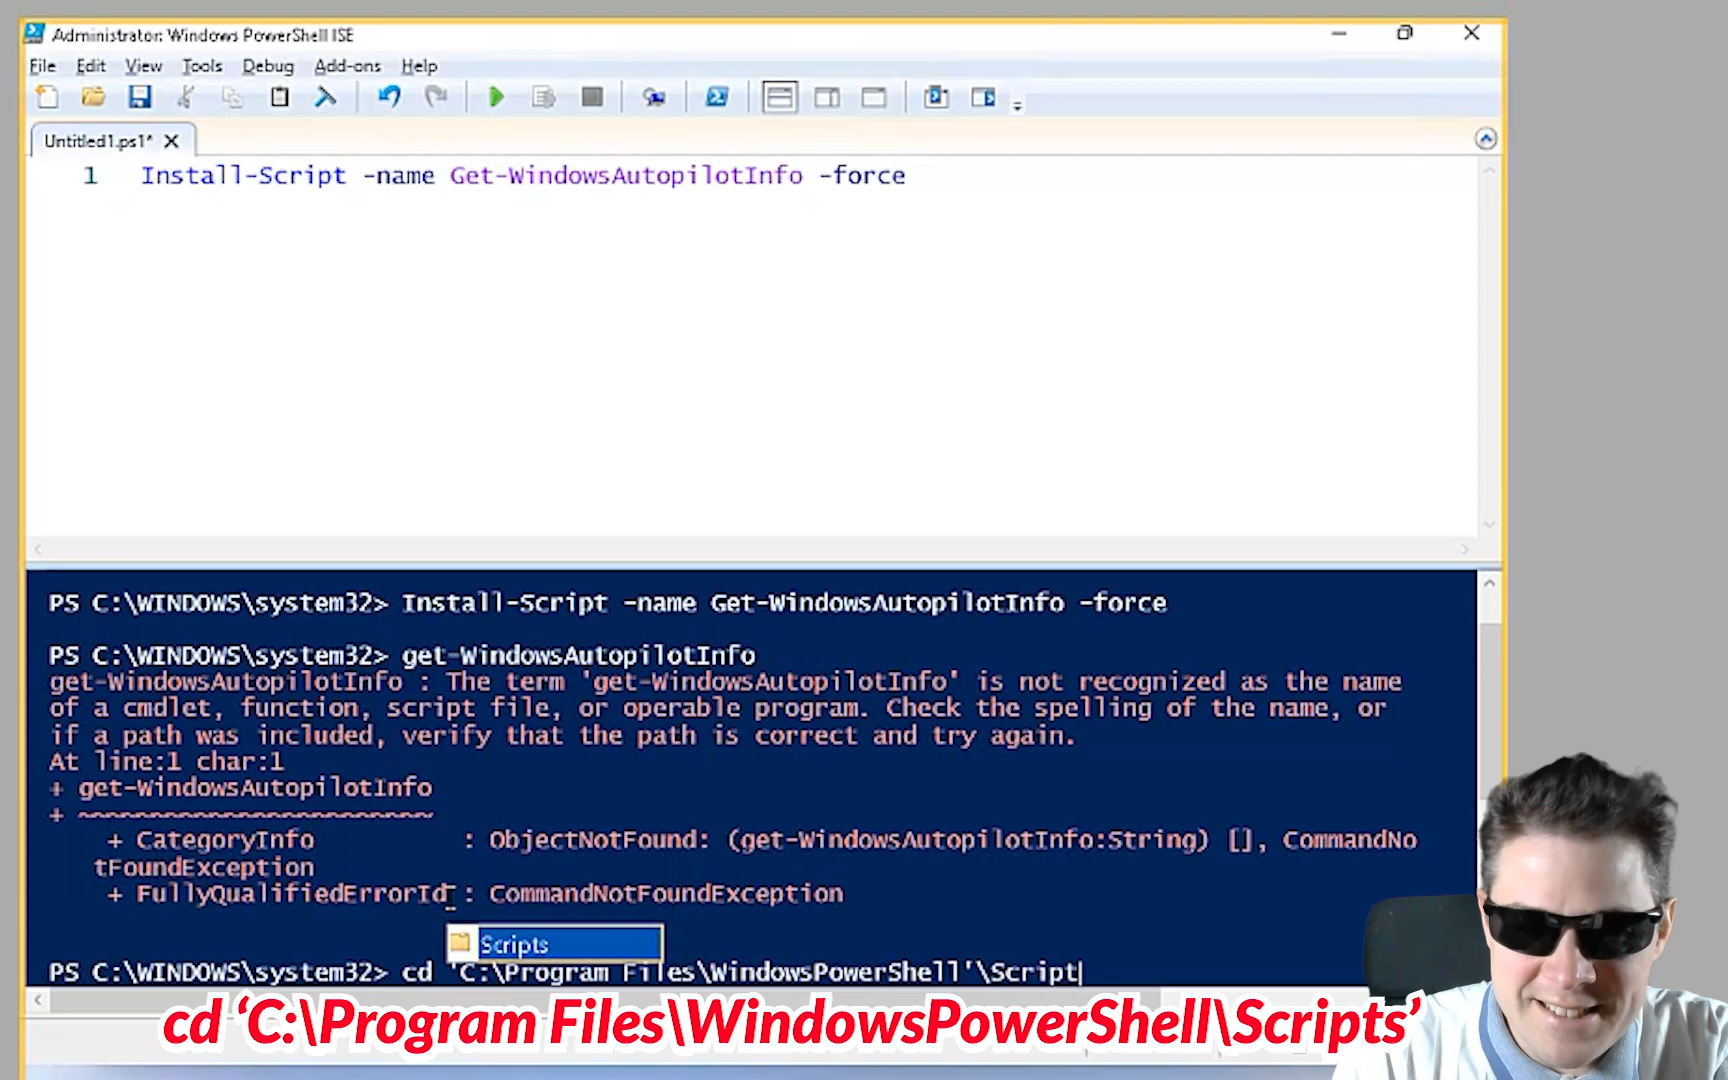 Administrator: Windows PowerShell ISE
File Edit View Tools Debug Add-ons Help
Untitled1.ps1*
1 Install-Script -name Get-WindowsAutopilotInfo -force
PS C:\WINDOWS\system32> Install-Script -name Get-WindowsAutopilotInfo -force
PS C:\WINDOWS\system32> get-WindowsAutopilotInfo
get-WindowsAutopilotInfo : The term 'get-WindowsAutopilotInfo' is not recognized as the name
of a cmdlet, function, script file, or operable program. Check the spelling of the name, or
if a path was included, verify that the path is correct and try again.
At line:1 char:1
+ get-WindowsAutopilotInfo
+ ~~~~~~~~~~~~~~~~~~~~~~~~
+ CategoryInfo : ObjectNotFound: (get-WindowsAutopilotInfo:String) [], CommandNo
tFoundException
+ FullyQualifiedErrorId : CommandNotFoundException
Scripts
PS C:\WINDOWS\system32> cd 'C:\Program Files\WindowsPowerShell'\Script
cd ‘C:\Program Files\WindowsPowerShell\Scripts’